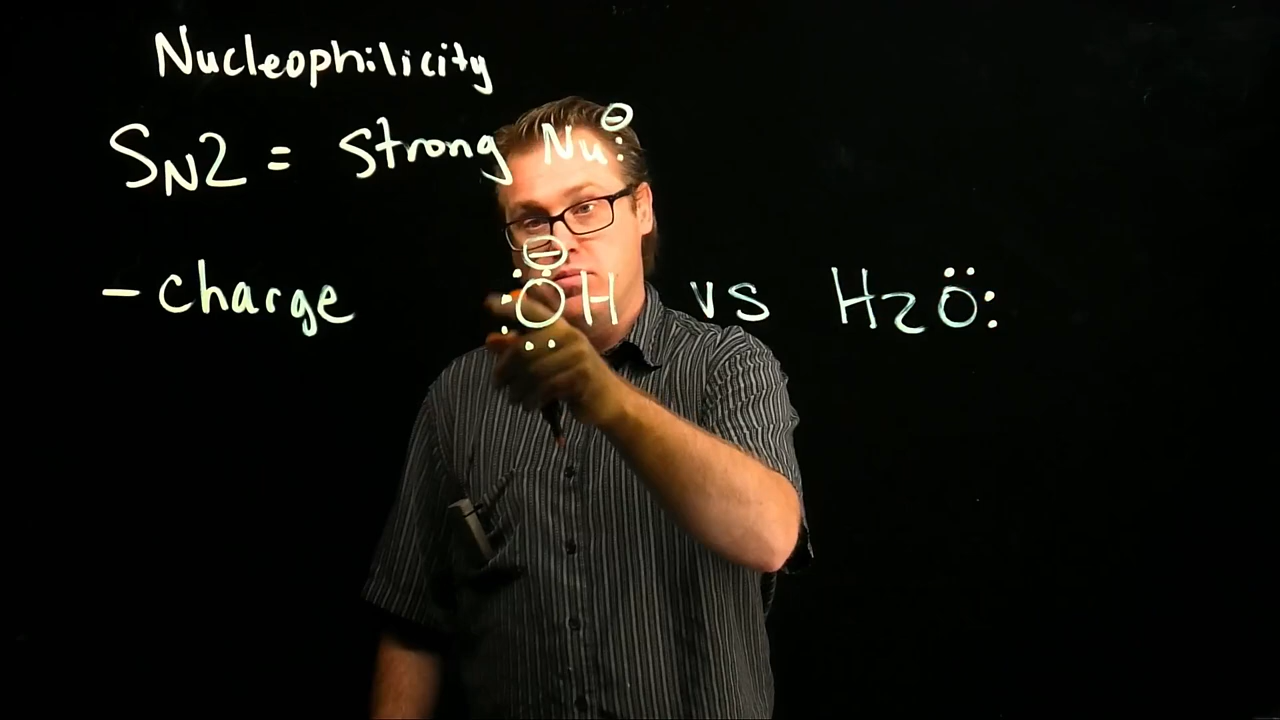 Nucleophilicity
SN2 = Strong Nu:⊖
- charge :ÖH⊖ vs H2Ö: